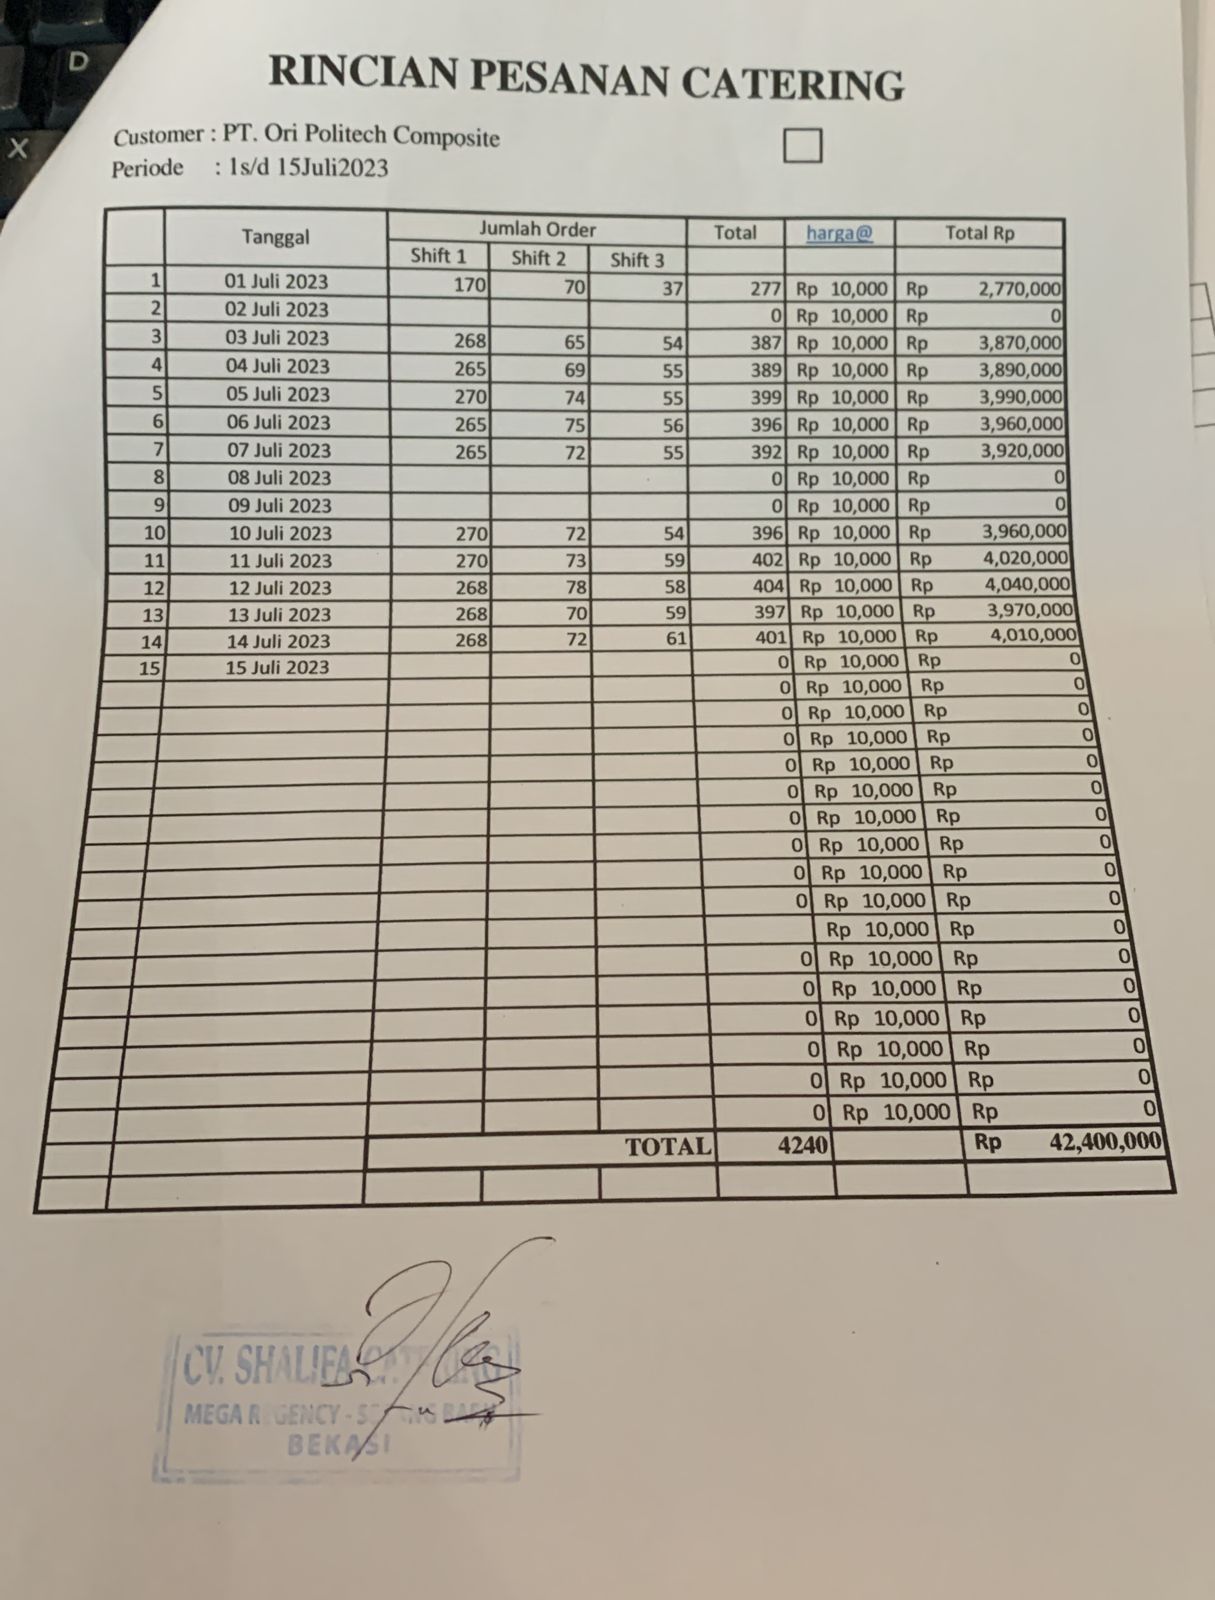 D
X
RINCIAN PESANAN CATERING
Customer : PT. Ori Politech Composite
Periode : 1s/d 15Juli2023
Tanggal Jumlah Order Total harga@ Total Rp
Shift 1 Shift 2 Shift 3
1 01 Juli 2023 170 70 37 277 Rp 10,000 Rp 2,770,000
2 02 Juli 2023 0 Rp 10,000 Rp 0
3 03 Juli 2023 268 65 54 387 Rp 10,000 Rp 3,870,000
4 04 Juli 2023 265 69 55 389 Rp 10,000 Rp 3,890,000
5 05 Juli 2023 270 74 55 399 Rp 10,000 Rp 3,990,000
6 06 Juli 2023 265 75 56 396 Rp 10,000 Rp 3,960,000
7 07 Juli 2023 265 72 55 392 Rp 10,000 Rp 3,920,000
8 08 Juli 2023 0 Rp 10,000 Rp 0
9 09 Juli 2023 0 Rp 10,000 Rp 0
10 10 Juli 2023 270 72 54 396 Rp 10,000 Rp 3,960,000
11 11 Juli 2023 270 73 59 402 Rp 10,000 Rp 4,020,000
12 12 Juli 2023 268 78 58 404 Rp 10,000 Rp 4,040,000
13 13 Juli 2023 268 70 59 397 Rp 10,000 Rp 3,970,000
14 14 Juli 2023 268 72 61 401 Rp 10,000 Rp 4,010,000
15 15 Juli 2023 0 Rp 10,000 Rp 0
0 Rp 10,000 Rp 0
0 Rp 10,000 Rp 0
0 Rp 10,000 Rp 0
0 Rp 10,000 Rp 0
0 Rp 10,000 Rp 0
0 Rp 10,000 Rp 0
0 Rp 10,000 Rp 0
0 Rp 10,000 Rp 0
0 Rp 10,000 Rp 0
Rp 10,000 Rp 0
0 Rp 10,000 Rp 0
0 Rp 10,000 Rp 0
0 Rp 10,000 Rp 0
0 Rp 10,000 Rp 0
0 Rp 10,000 Rp 0
0 Rp 10,000 Rp 0
TOTAL 4240 Rp 42,400,000
CV. SHALIFA CATERING
MEGA REGENCY -
BEKASI